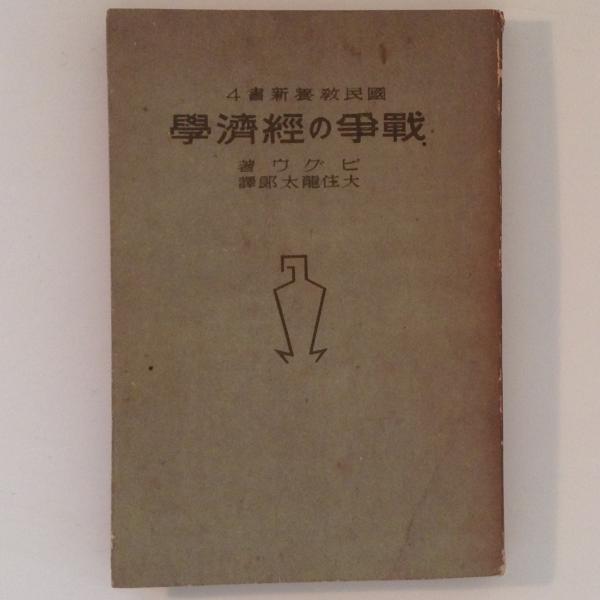 國民敎養新書4
戰爭の經濟學
ピグウ著
大住龍太郎譯